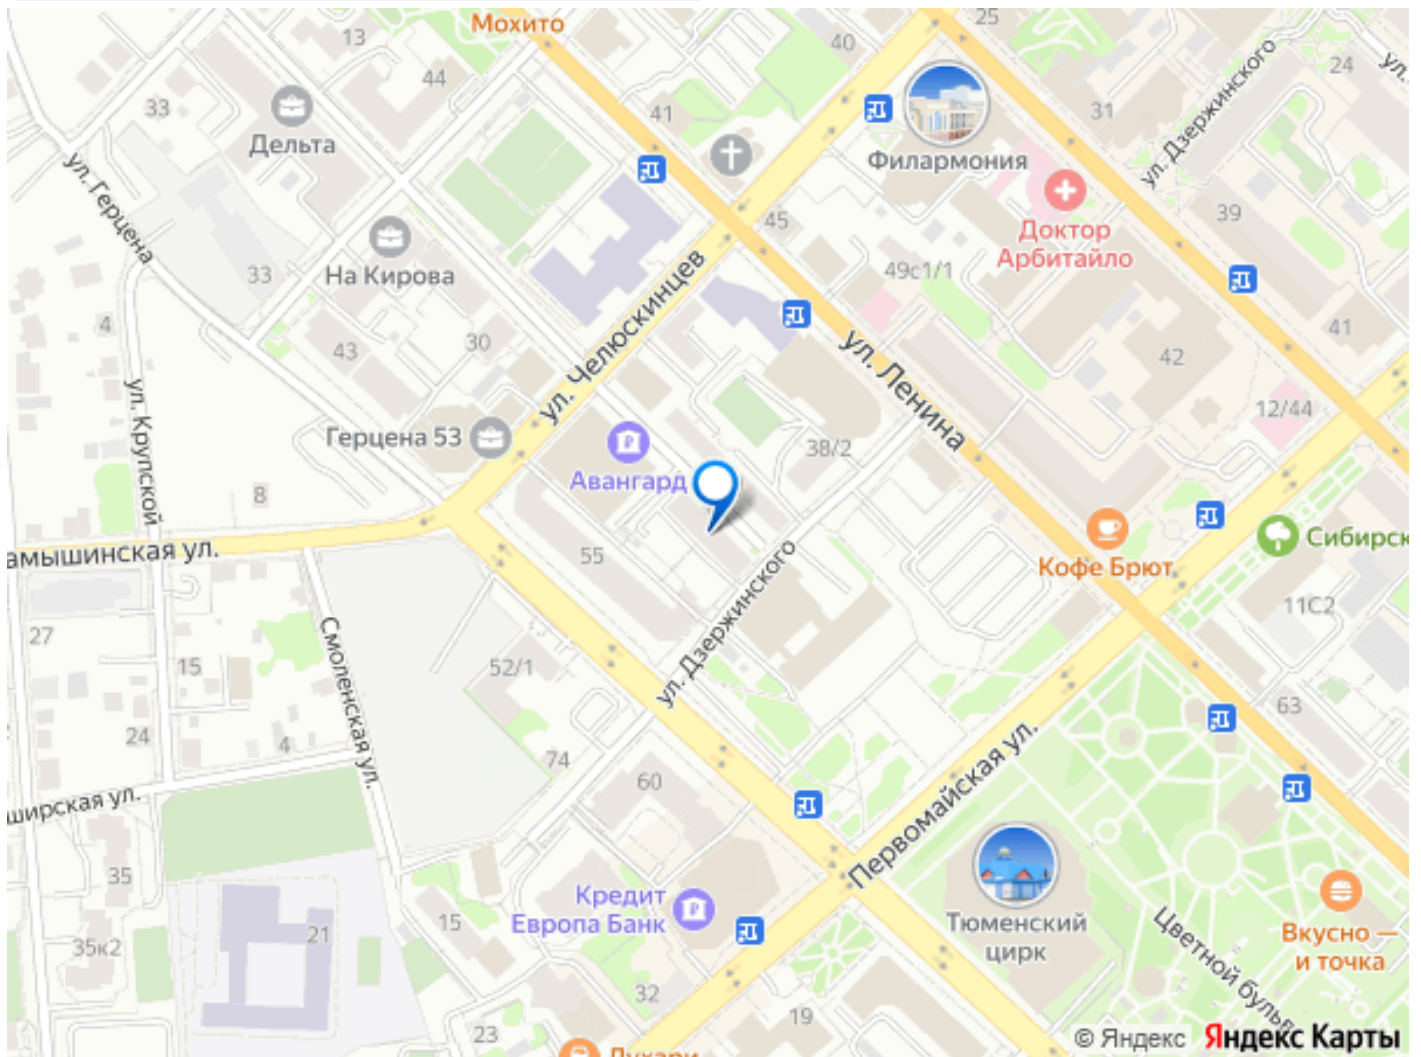 Мохито
13
25
40
44
24
ул.
33
41
31
Дельта
Филармония
ул. Дзержинского
ул. Герцена
45
39
Доктор
Арбитайло
На Кирова
33
49с1/1
4
43
30
ул. Челюскинцев
ул. Ленина
42
41
ул. Крупской
12/44
Герцена 53
38/2
Авангард
8
Кофе Брют
Сибирск
амышинская ул.
55
ул. Дзержинского
11С2
27
15
Смоленская ул.
52/1
24
4
74
60
63
ширская ул.
Первомайская ул.
35
Кредит
Европа Банк
15
21
35к2
Тюменский
цирк
Цветной бульв
Вкусно —
и точка
32
19
23
© Яндекс Яндекс Карты